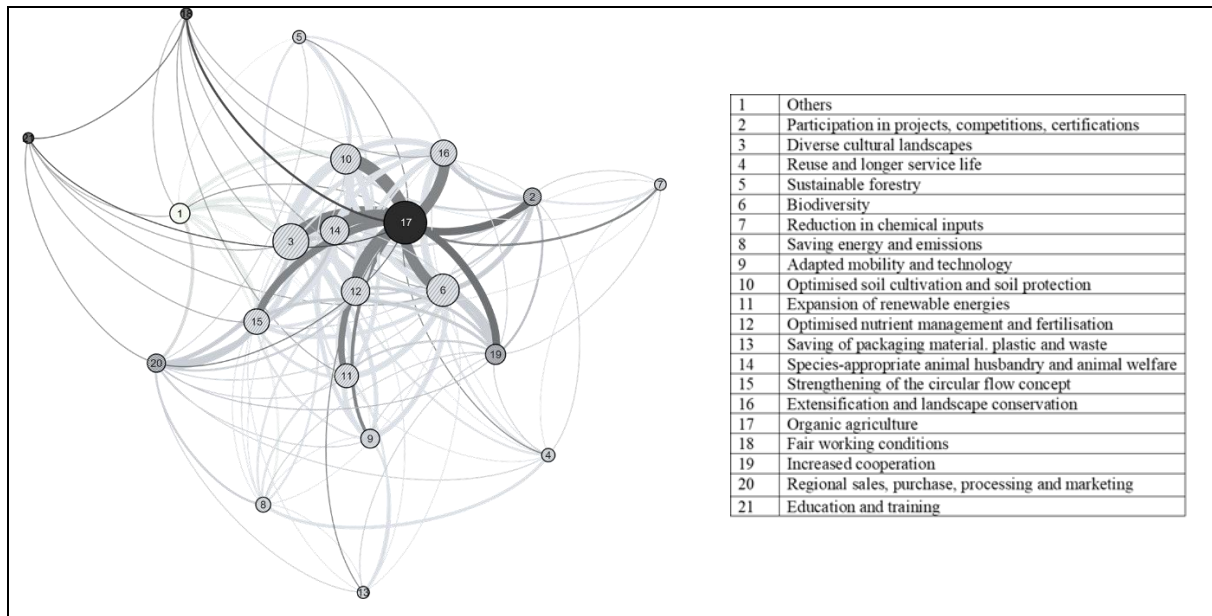 18
5
21
10
16
2
7
1
17
3
14
12
6
15
20
19
11
9
4
8
13
1 Others
2 Participation in projects, competitions, certifications
3 Diverse cultural landscapes
4 Reuse and longer service life
5 Sustainable forestry
6 Biodiversity
7 Reduction in chemical inputs
8 Saving energy and emissions
9 Adapted mobility and technology
10 Optimised soil cultivation and soil protection
11 Expansion of renewable energies
12 Optimised nutrient management and fertilisation
13 Saving of packaging material. plastic and waste
14 Species-appropriate animal husbandry and animal welfare
15 Strengthening of the circular flow concept
16 Extensification and landscape conservation
17 Organic agriculture
18 Fair working conditions
19 Increased cooperation
20 Regional sales, purchase, processing and marketing
21 Education and training